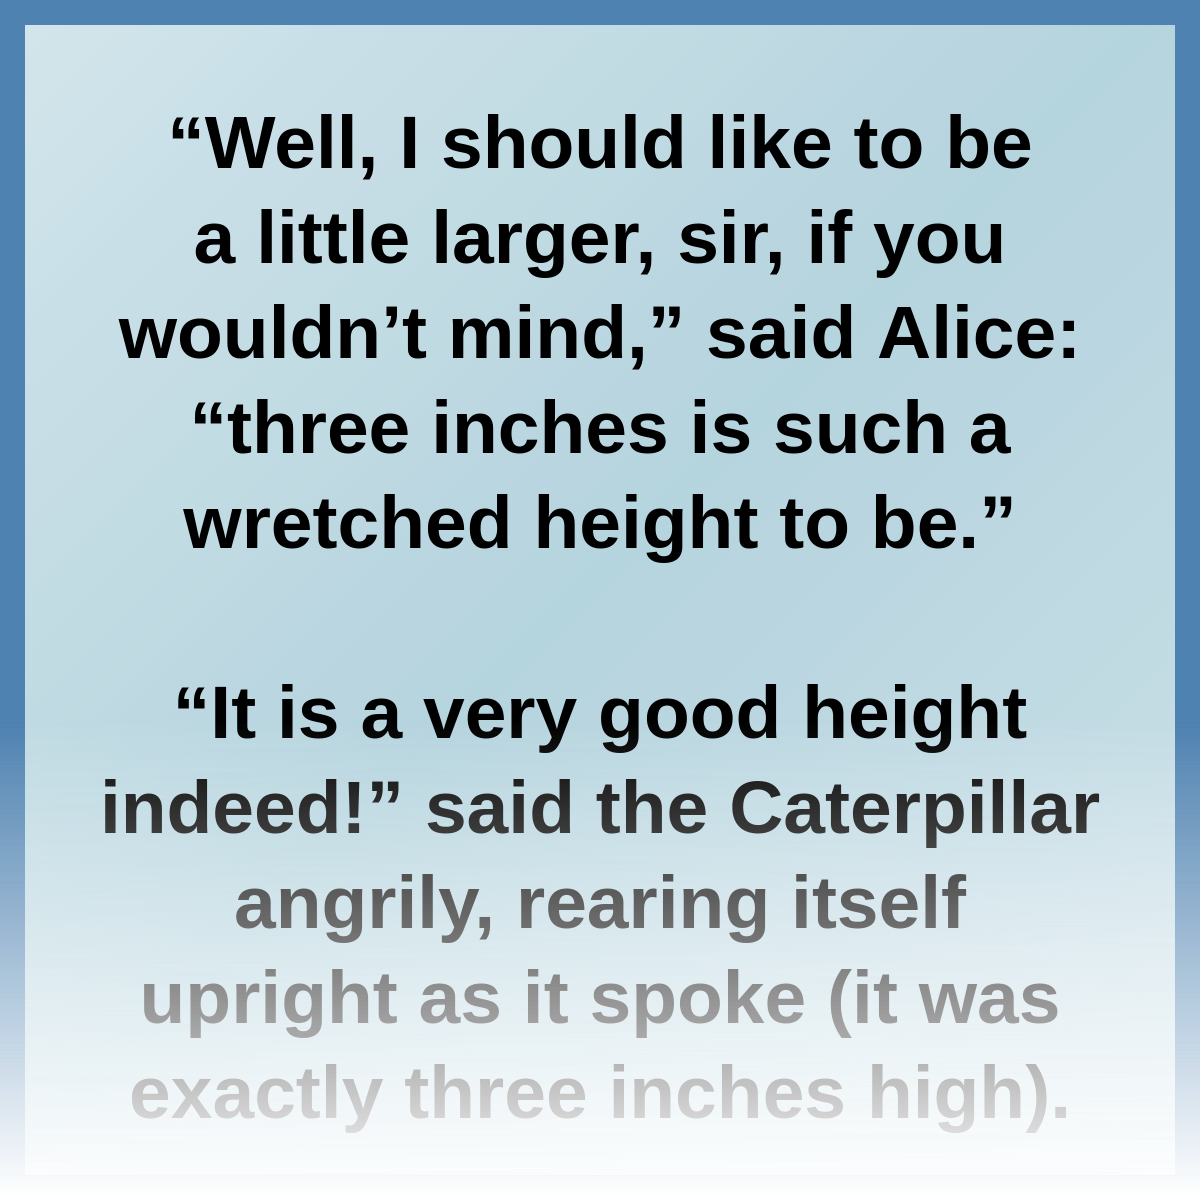 “Well, I should like to be
a little larger, sir, if you
wouldn’t mind,” said Alice:
“three inches is such a
wretched height to be.”
“It is a very good height
indeed!” said the Caterpillar
angrily, rearing itself
upright as it spoke (it was
exactly three inches high).